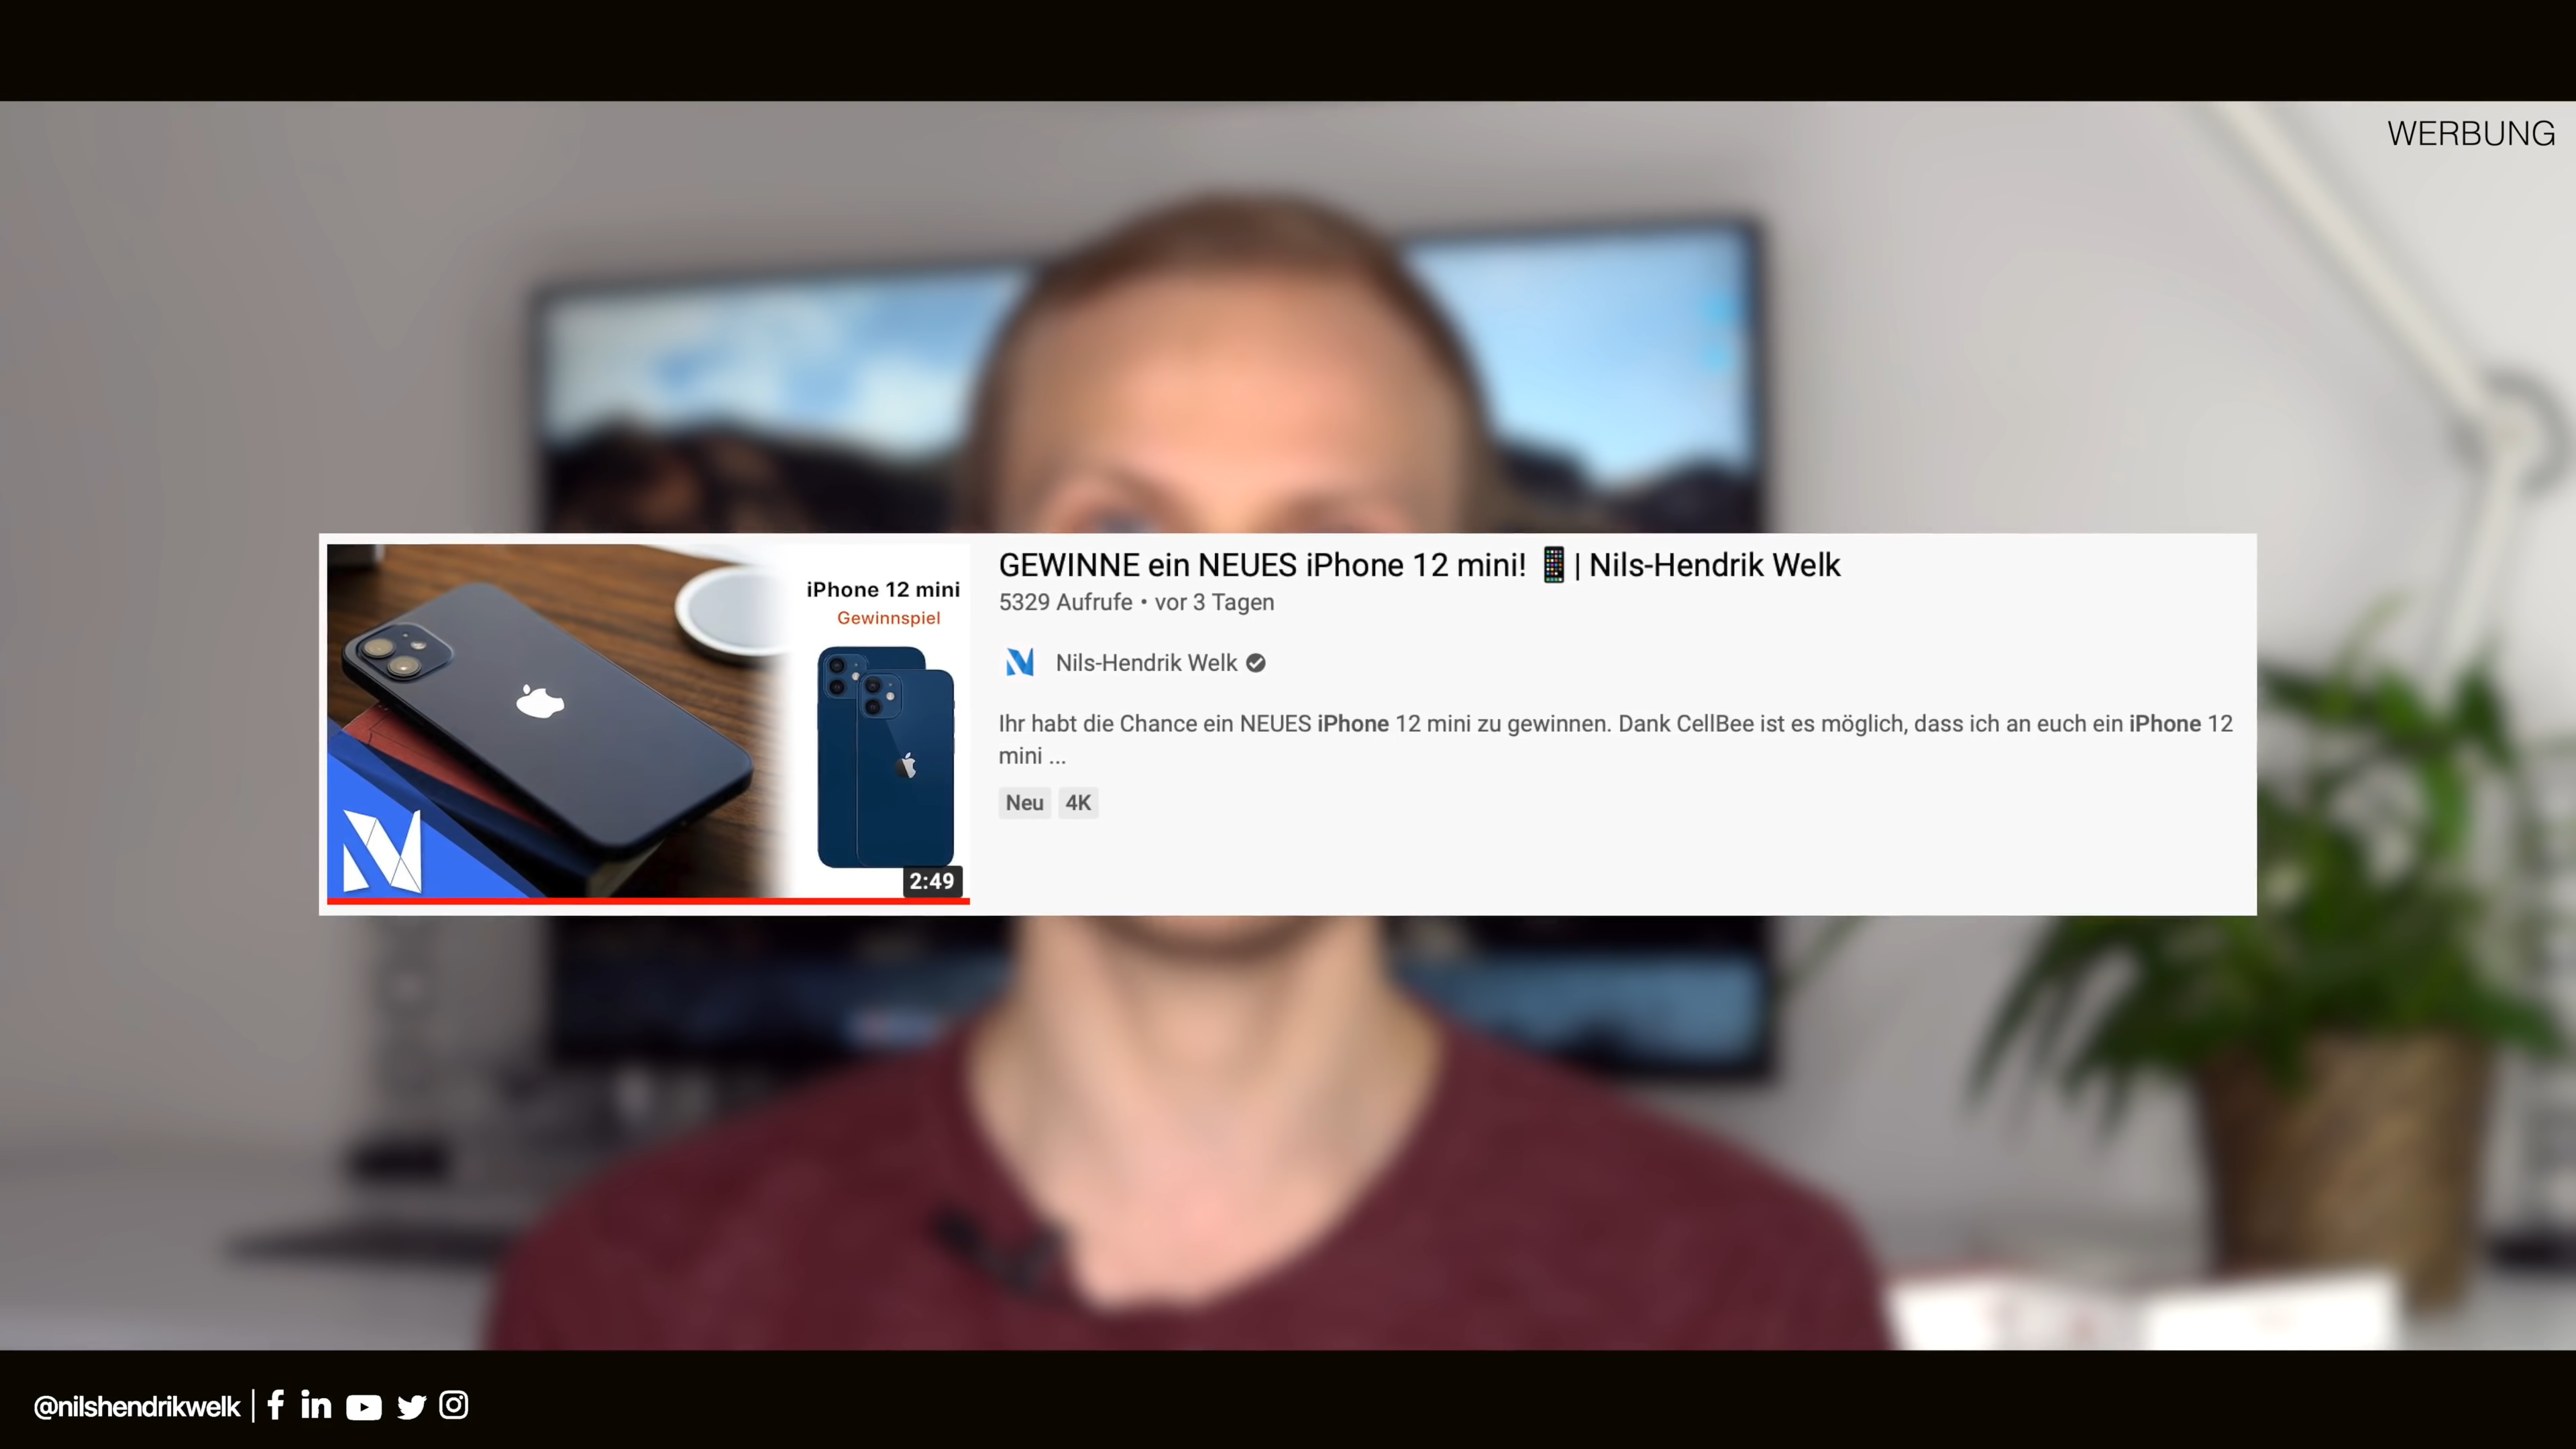 WERBUNG
iPhone 12 mini
Gewinnspiel
2:49
GEWINNE ein NEUES iPhone 12 mini! 📱 | Nils-Hendrik Welk
5329 Aufrufe • vor 3 Tagen
Nils-Hendrik Welk
Ihr habt die Chance ein NEUES iPhone 12 mini zu gewinnen. Dank CellBee ist es möglich, dass ich an euch ein iPhone 12
mini ...
Neu 4K
@nilshendrikwelk |